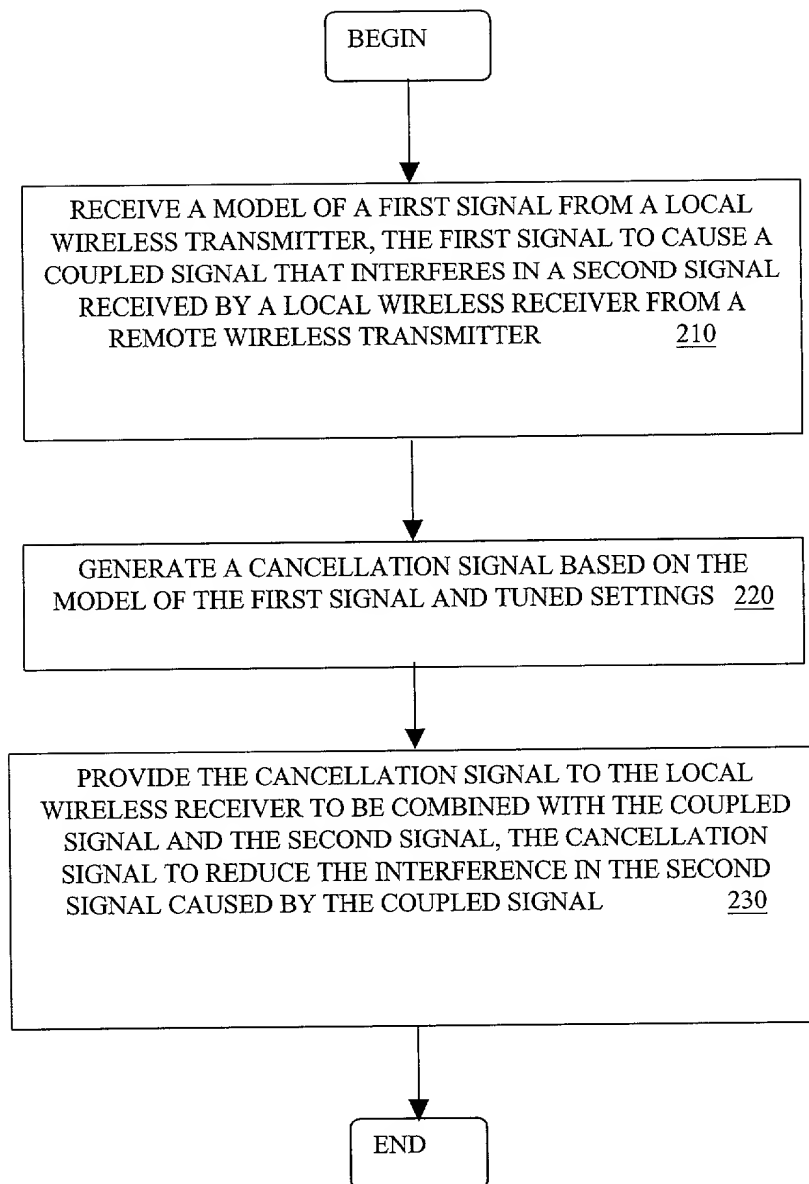 BEGIN
RECEIVE A MODEL OF A FIRST SIGNAL FROM A LOCAL
WIRELESS TRANSMITTER, THE FIRST SIGNAL TO CAUSE A
COUPLED SIGNAL THAT INTERFERES IN A SECOND SIGNAL
RECEIVED BY A LOCAL WIRELESS RECEIVER FROM A
REMOTE WIRELESS TRANSMITTER 210
GENERATE A CANCELLATION SIGNAL BASED ON THE
MODEL OF THE FIRST SIGNAL AND TUNED SETTINGS 220
PROVIDE THE CANCELLATION SIGNAL TO THE LOCAL
WIRELESS RECEIVER TO BE COMBINED WITH THE COUPLED
SIGNAL AND THE SECOND SIGNAL, THE CANCELLATION
SIGNAL TO REDUCE THE INTERFERENCE IN THE SECOND
SIGNAL CAUSED BY THE COUPLED SIGNAL 230
END